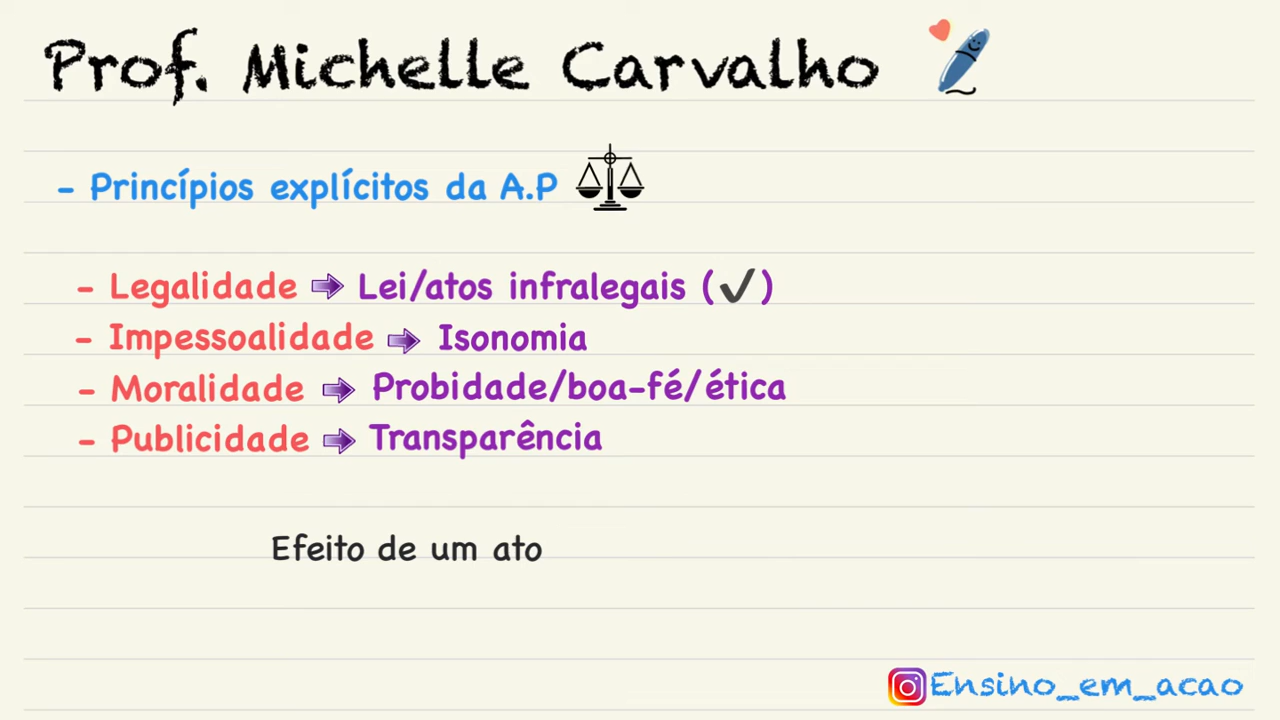 Prof. Michelle Carvalho
- Princípios explícitos da A.P
- Legalidade ⇒ Lei/atos infralegais (✓)
- Impessoalidade ⇒ Isonomia
- Moralidade ⇒ Probidade/boa-fé/ética
- Publicidade ⇒ Transparência
Efeito de um ato
Ensino_em_acao